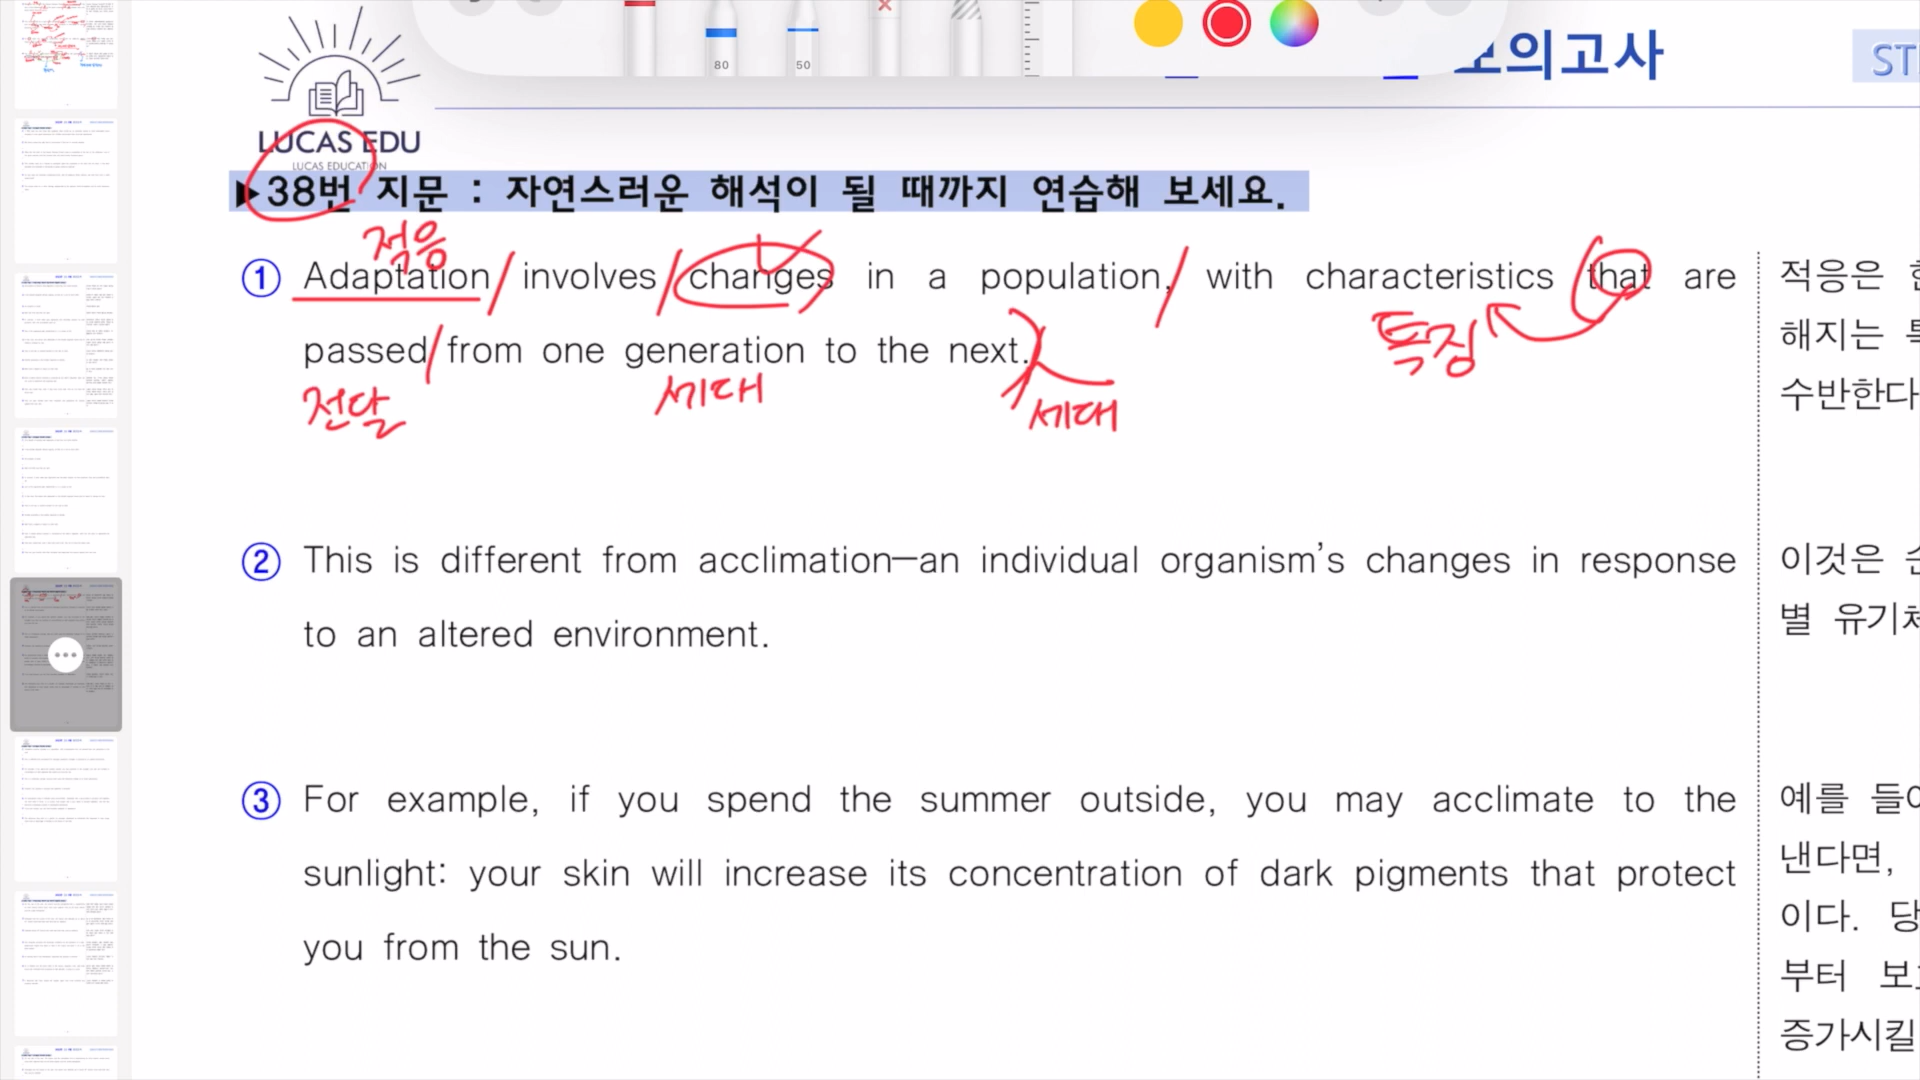 80
50
모의고사
ST
LUCAS EDU
LUCAS EDUCATION
▶38번 지문 : 자연스러운 해석이 될 때까지 연습해 보세요.
적응
① Adaptation involves changes in a population, with characteristics that are
특징
passed from one generation to the next.
전달
세대
세대
② This is different from acclimation—an individual organism's changes in response
to an altered environment.
③ For example, if you spend the summer outside, you may acclimate to the
sunlight: your skin will increase its concentration of dark pigments that protect
you from the sun.
적응은
해지는
수반한다
이것은
별 유기체
예를 들어
낸다면,
이다. 당
부터
증가시킬